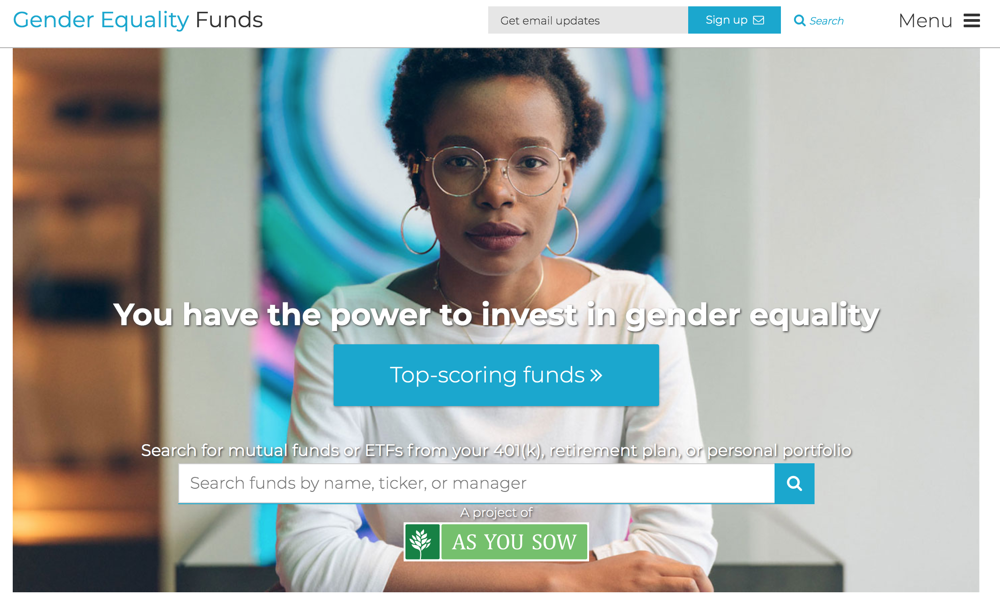 Gender Equality Funds
Get email updates
Sign up
Search
Menu
You have the power to invest in gender equality
Top-scoring funds »
Search for mutual funds or ETFs from your 401(k), retirement plan, or personal portfolio
Search funds by name, ticker, or manager
A project of
AS YOU SOW